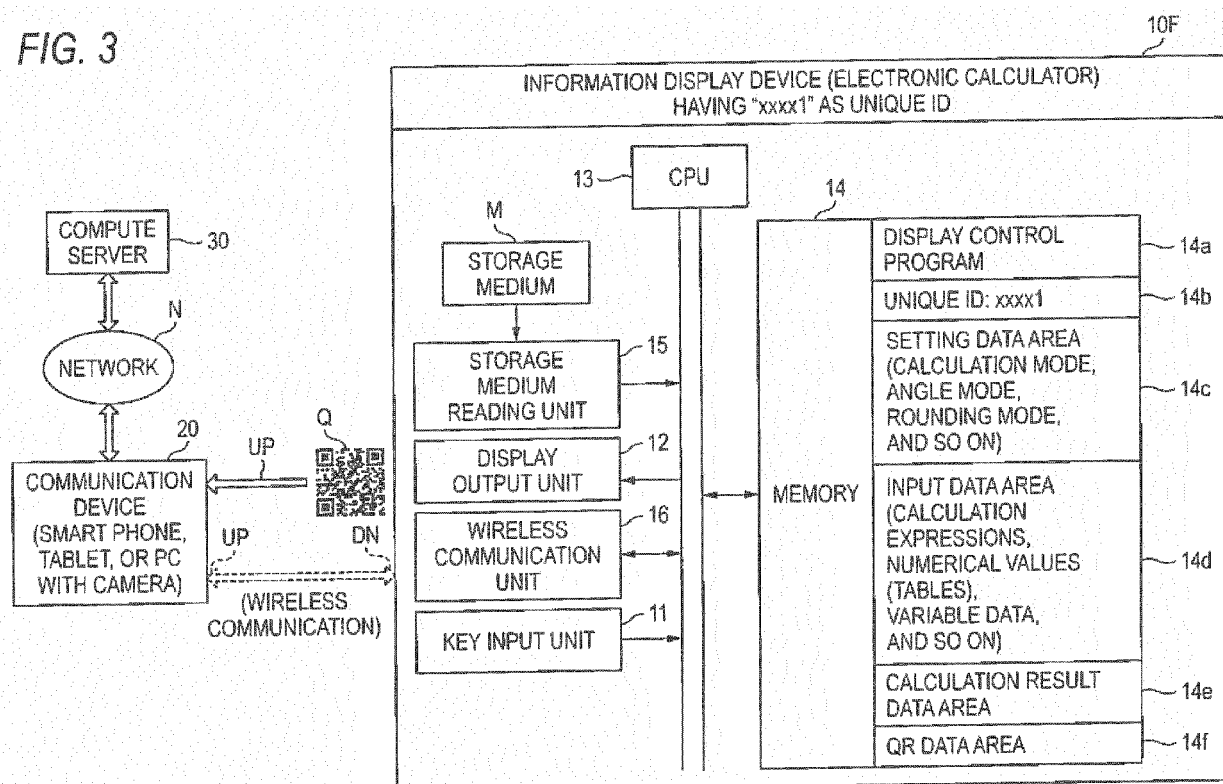 FIG. 3
10F
INFORMATION DISPLAY DEVICE (ELECTRONIC CALCULATOR)
HAVING "xxxx1" AS UNIQUE ID
COMPUTE
SERVER
30
N
NETWORK
20
COMMUNICATION
DEVICE
(SMART PHONE,
TABLET, OR PC
WITH CAMERA)
UP
Q
UP
DN
(WIRELESS
COMMUNICATION)
13
CPU
M
STORAGE
MEDIUM
15
STORAGE
MEDIUM
READING UNIT
12
DISPLAY
OUTPUT UNIT
16
WIRELESS
COMMUNICATION
UNIT
11
KEY INPUT UNIT
14
MEMORY
DISPLAY CONTROL
PROGRAM
14a
UNIQUE ID: xxxx1
14b
SETTING DATA AREA
(CALCULATION MODE,
ANGLE MODE,
ROUNDING MODE,
AND SO ON)
14c
INPUT DATA AREA
(CALCULATION
EXPRESSIONS,
NUMERICAL VALUES
(TABLES),
VARIABLE DATA,
AND SO ON)
14d
CALCULATION RESULT
DATA AREA
14e
QR DATA AREA
14f